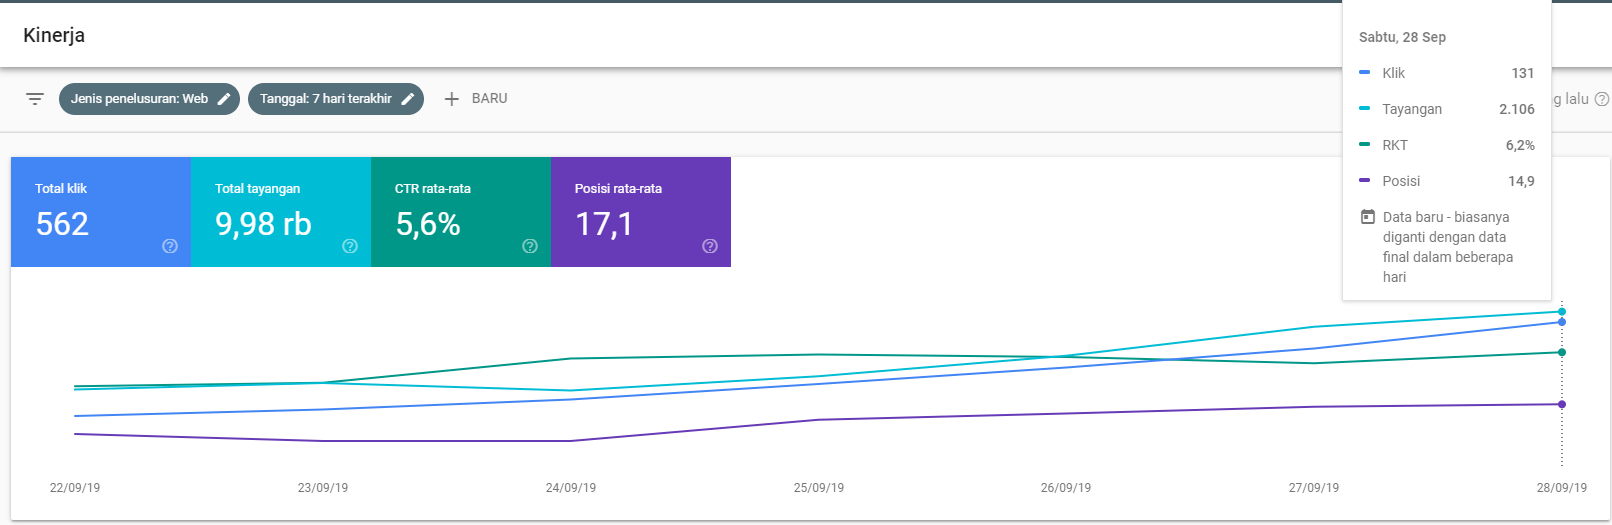 Kinerja
Jenis penelusuran: Web
Tanggal: 7 hari terakhir
BARU
g lalu
Sabtu, 28 Sep
Klik 131
Tayangan 2.106
RKT 6,2%
Posisi 14,9
Data baru - biasanya
diganti dengan data
final dalam beberapa
hari
Total klik
562
Total tayangan
9,98 rb
CTR rata-rata
5,6%
Posisi rata-rata
17,1
22/09/19 23/09/19 24/09/19 25/09/19 26/09/19 27/09/19 28/09/19